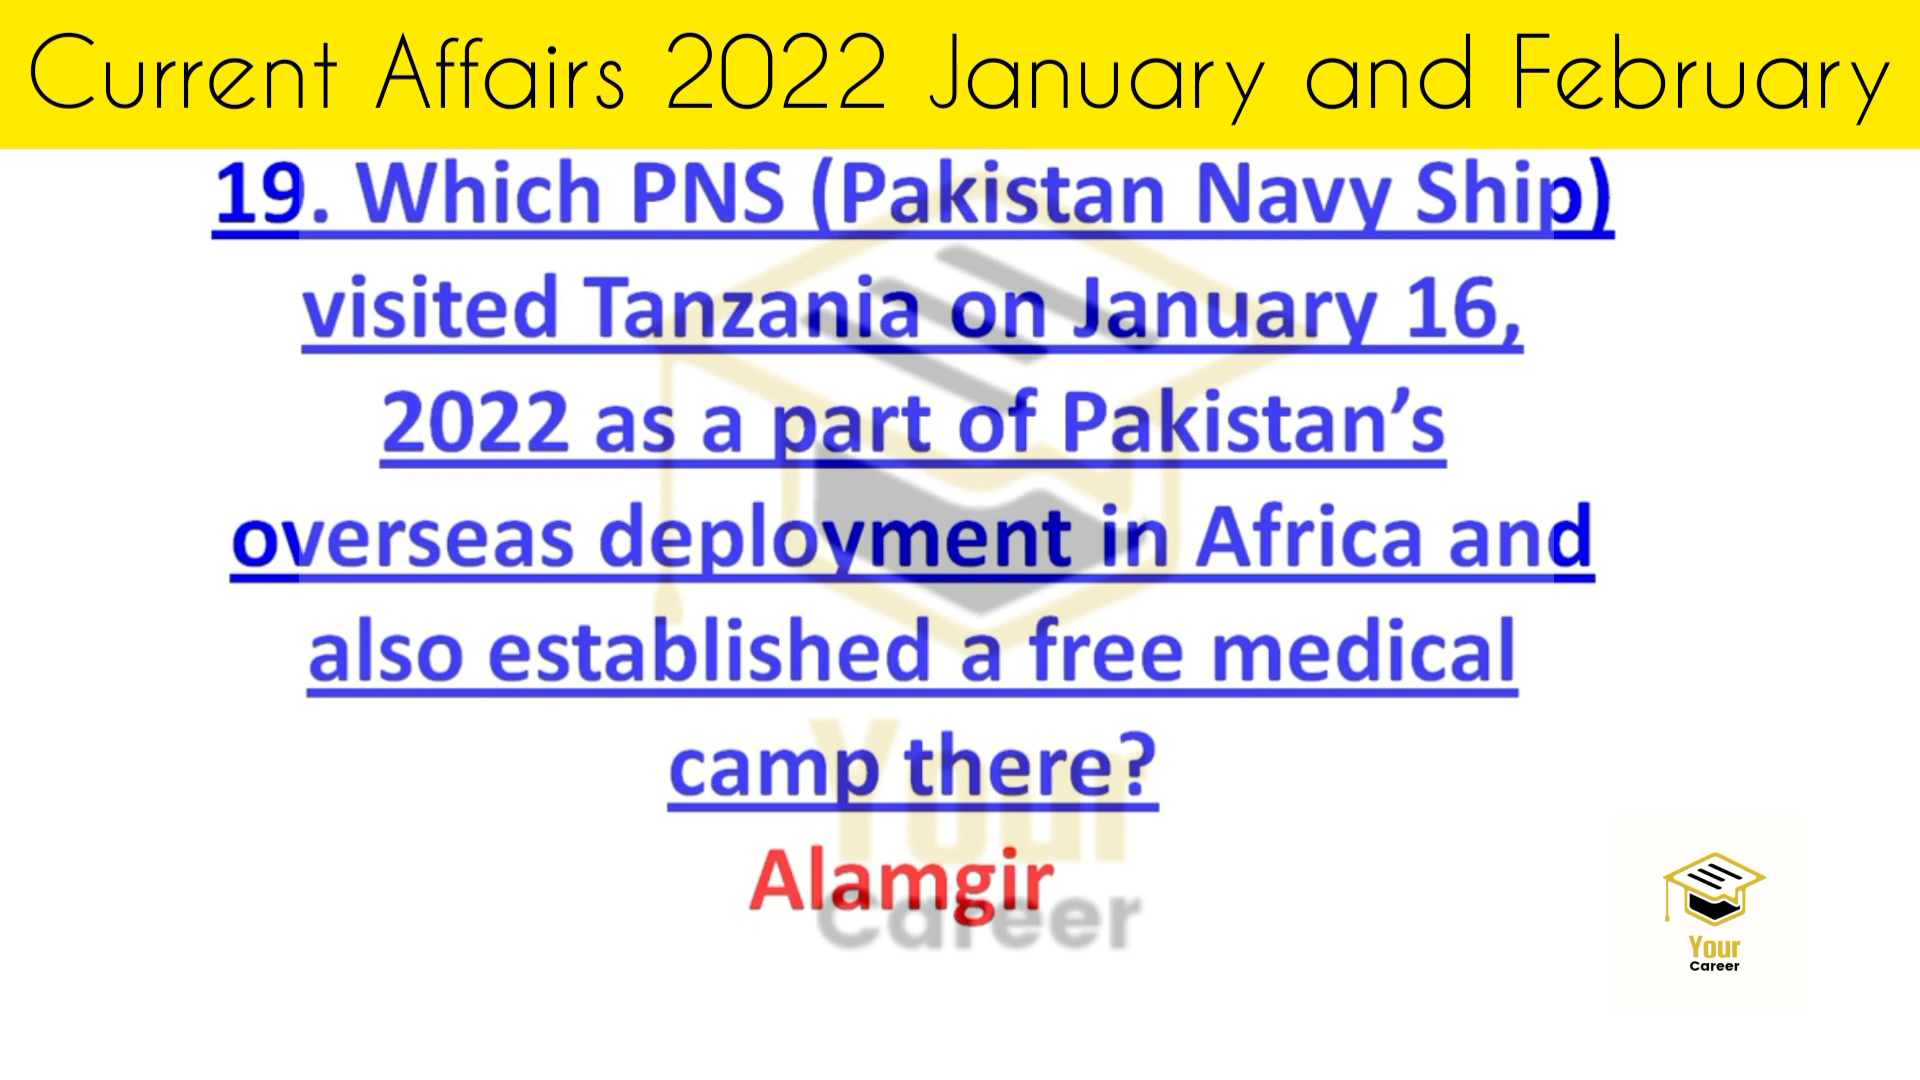 Current Affairs 2022 January and February
19. Which PNS (Pakistan Navy Ship)
visited Tanzania on January 16,
2022 as a part of Pakistan’s
overseas deployment in Africa and
also established a free medical
camp there?
Your
Alamgir
Career
Your
Career